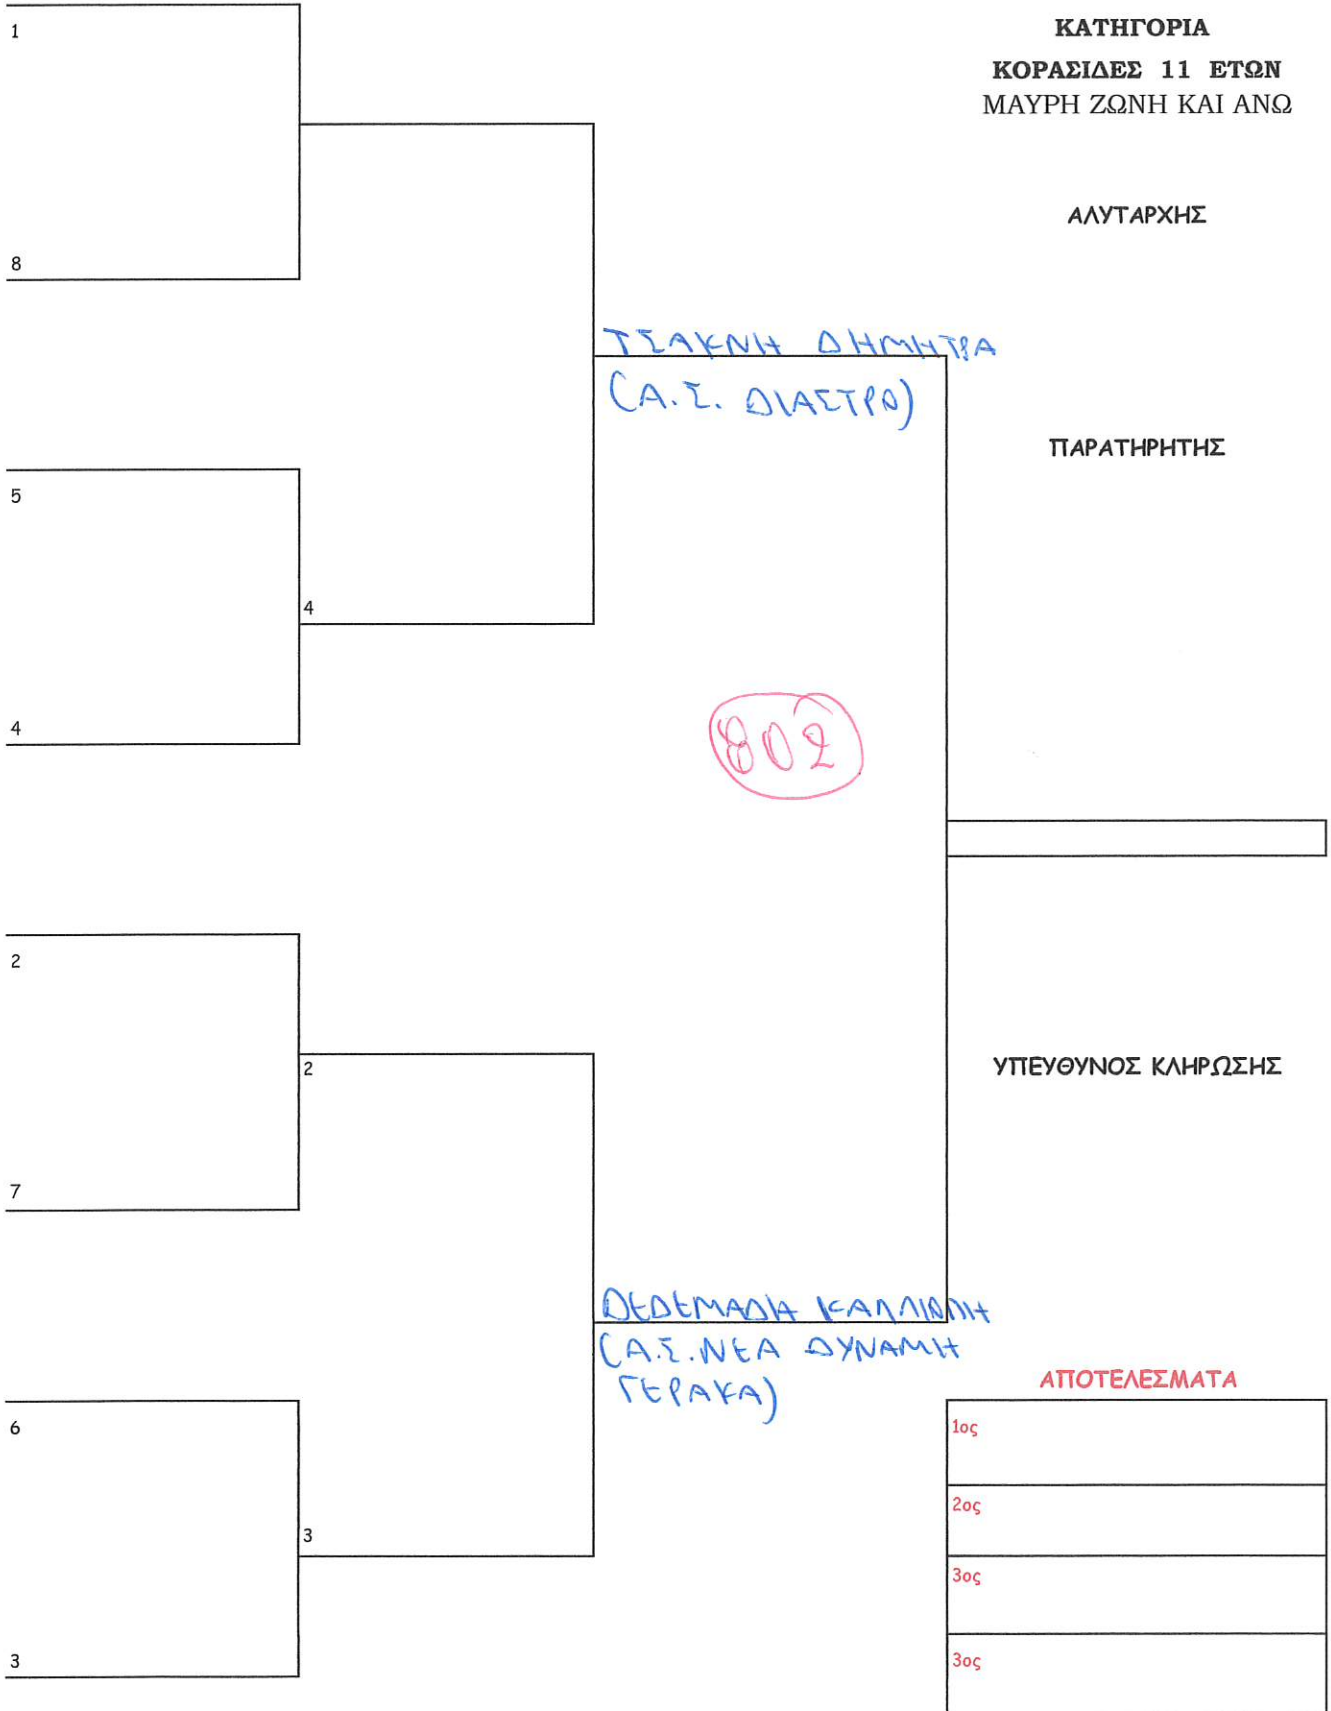 1
ΚΑΤΗΓΟΡΙΑ
ΚΟΡΑΣΙΔΕΣ 11 ΕΤΩΝ
ΜΑΥΡΗ ΖΩΝΗ ΚΑΙ ΑΝΩ
ΑΛΥΤΑΡΧΗΣ
8
ΤΣΑΚΝΗ ΔΗΜΗΤΡΑ
(Α.Σ. ΔΙΑΣΤΡΟ)
ΠΑΡΑΤΗΡΗΤΗΣ
5
4
4
802
2
2
ΥΠΕΥΘΥΝΟΣ ΚΛΗΡΩΣΗΣ
7
ΔΕΔΕΜΑΔΗ ΚΑΛΛΙΟΠΗ
(Α.Σ. ΝΕΑ ΔΥΝΑΜΗ
ΓΕΡΑΚΑ)
ΑΠΟΤΕΛΕΣΜΑΤΑ
6
1ος
2ος
3
3ος
3
3ος